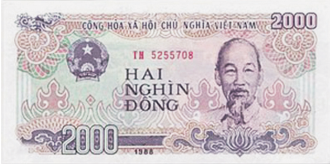 CỘNG HÒA XÃ HỘI CHỦ NGHĨA VIỆT-NAM
2000
TM 5255708
HAI
NGHÌN
ĐỒNG
2000
1988